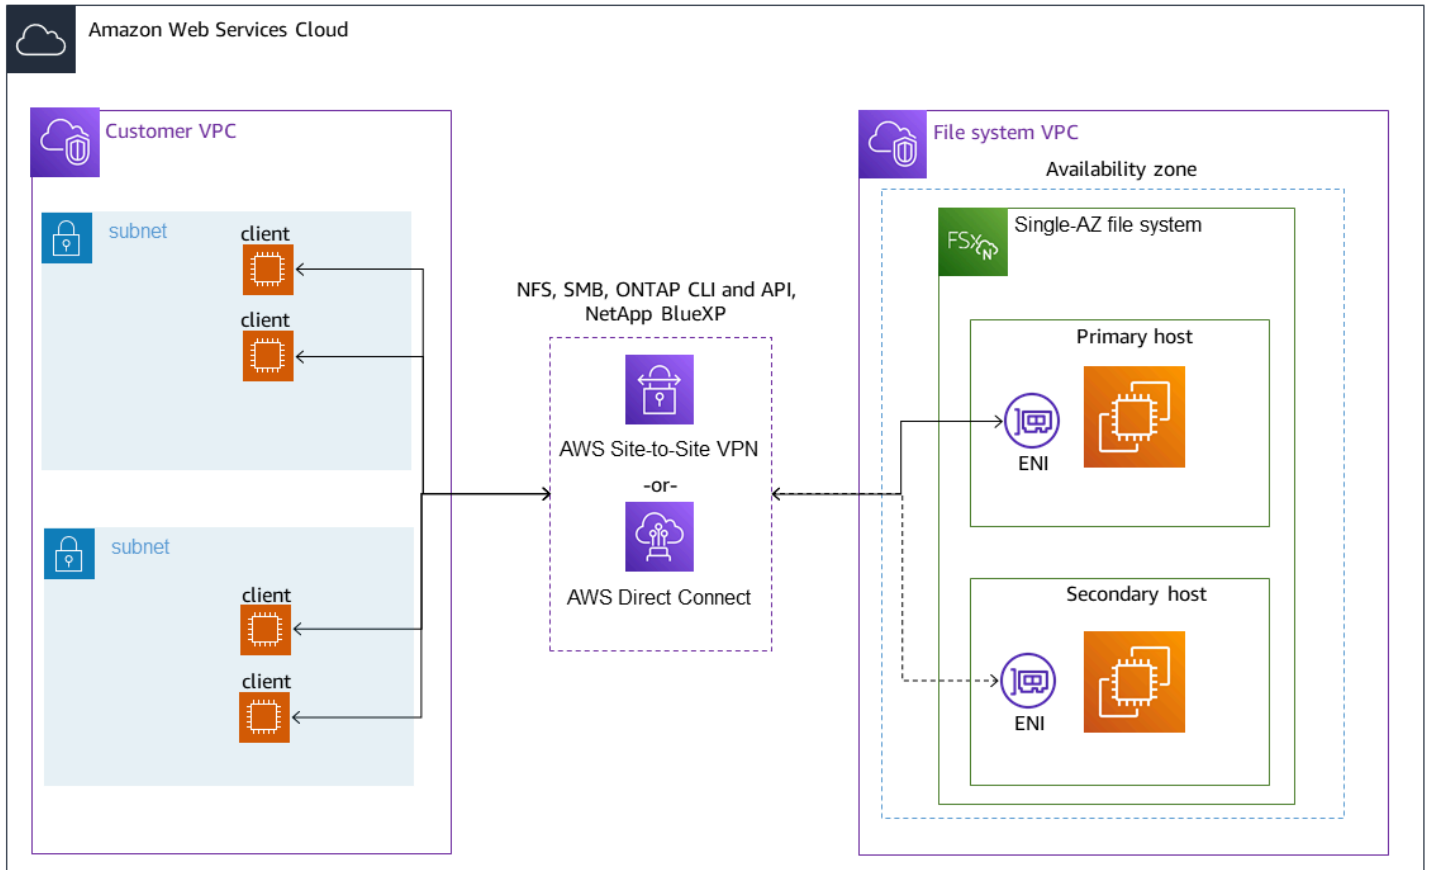 Amazon Web Services Cloud
Customer VPC
subnet
client
client
subnet
client
client
NFS, SMB, ONTAP CLI and API,
NetApp BlueXP
AWS Site-to-Site VPN
-or-
AWS Direct Connect
File system VPC
Availability zone
FSx
N
Single-AZ file system
Primary host
ENI
Secondary host
ENI